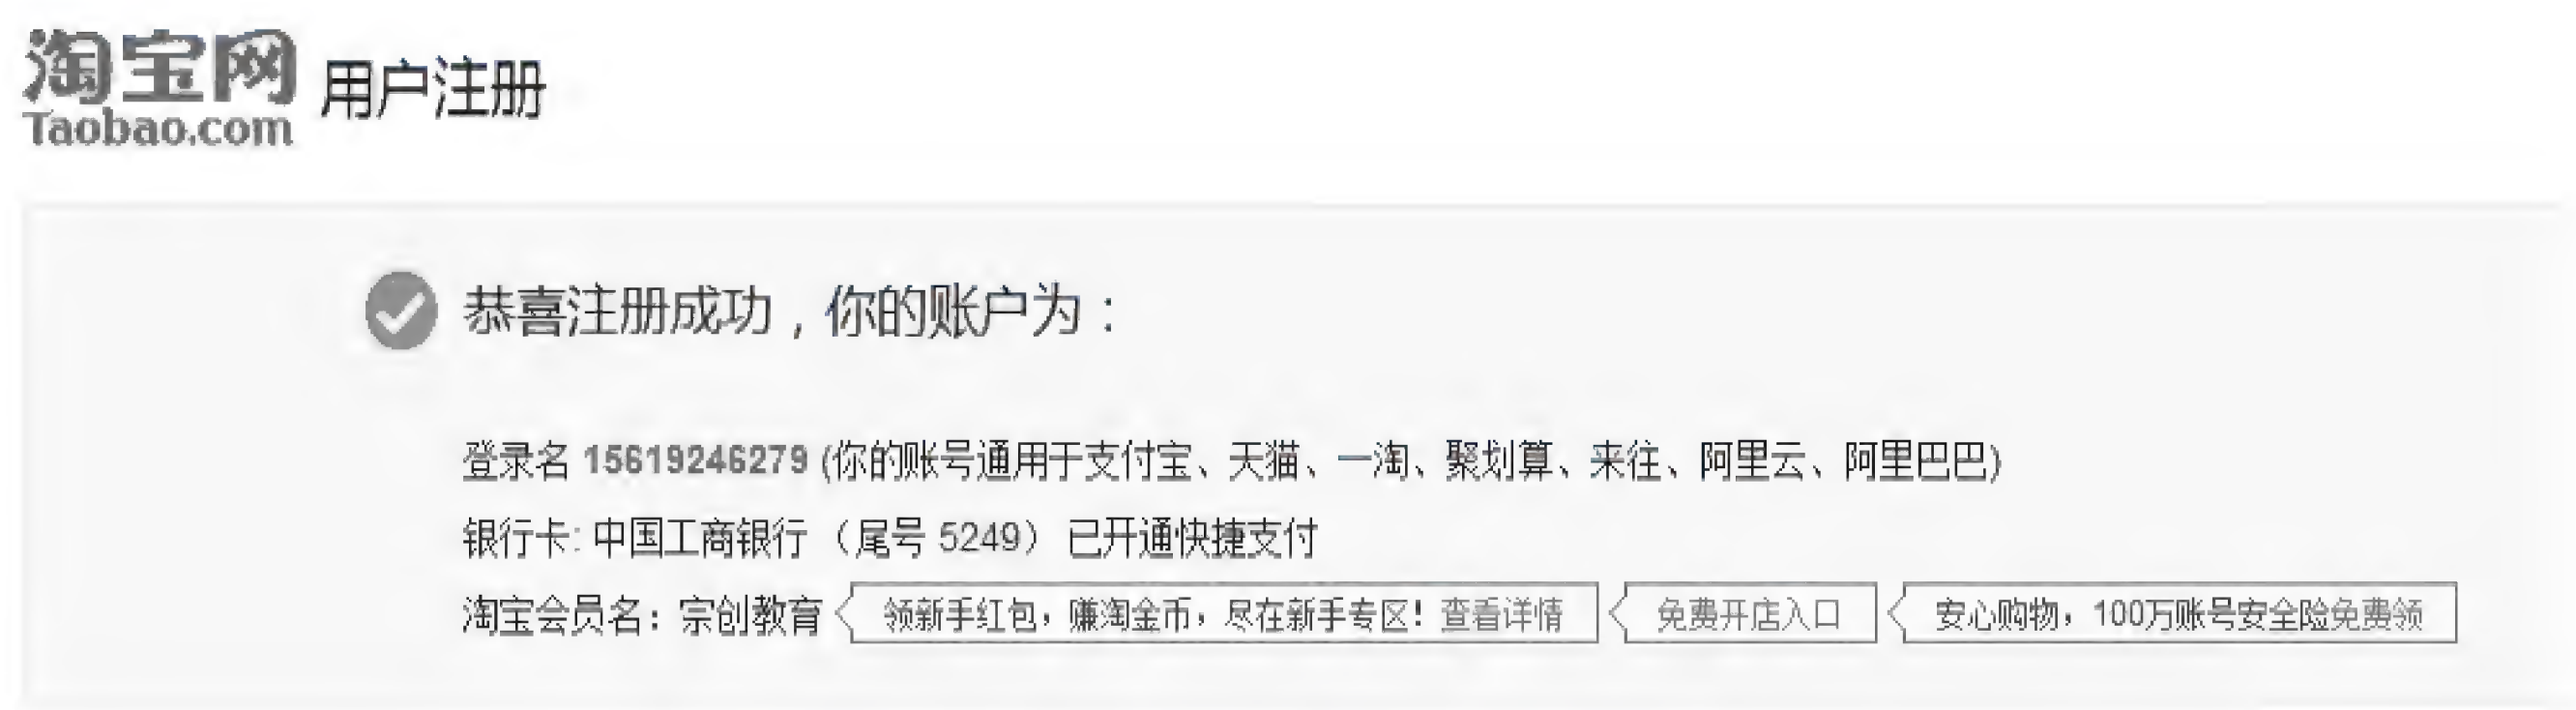 淘宝网 用户注册
Taobao.com
恭喜注册成功，你的账户为：
登录名 15619246279 (你的账号通用于支付宝、天猫、一淘、聚划算、来往、阿里云、阿里巴巴)
银行卡: 中国工商银行 （尾号 5249） 已开通快捷支付
淘宝会员名：宗创教育 领新手红包，赚淘金币，尽在新手专区！查看详情 免费开店入口 安心购物，100万账号安全险免费领